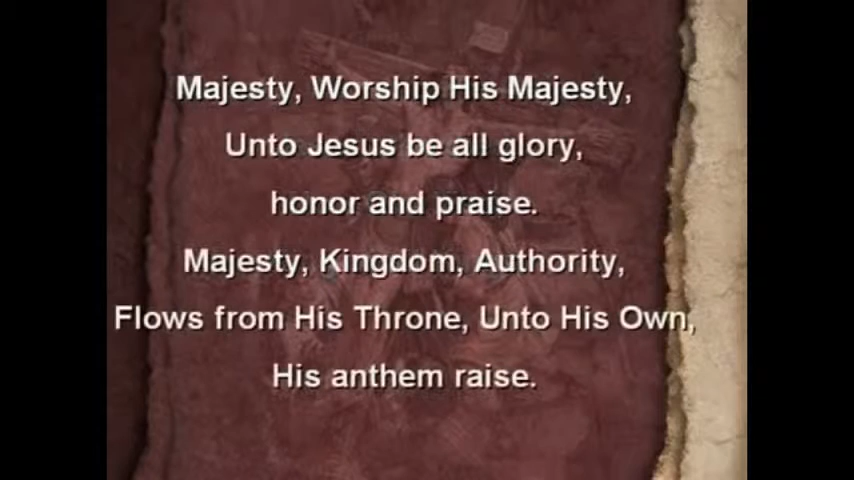 Majesty, Worship His Majesty,
Unto Jesus be all glory,
honor and praise.
Majesty, Kingdom, Authority,
Flows from His Throne, Unto His Own,
His anthem raise.